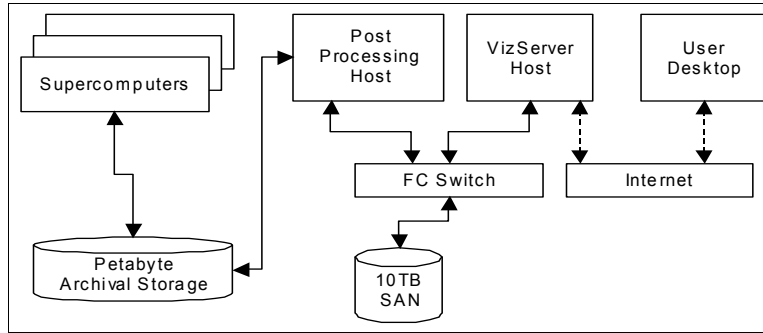 Post
Processing
Host
VizServer
Host
User
Desktop
Supercomputers
FC Switch
Internet
Petabyte
Archival Storage
10TB
SAN